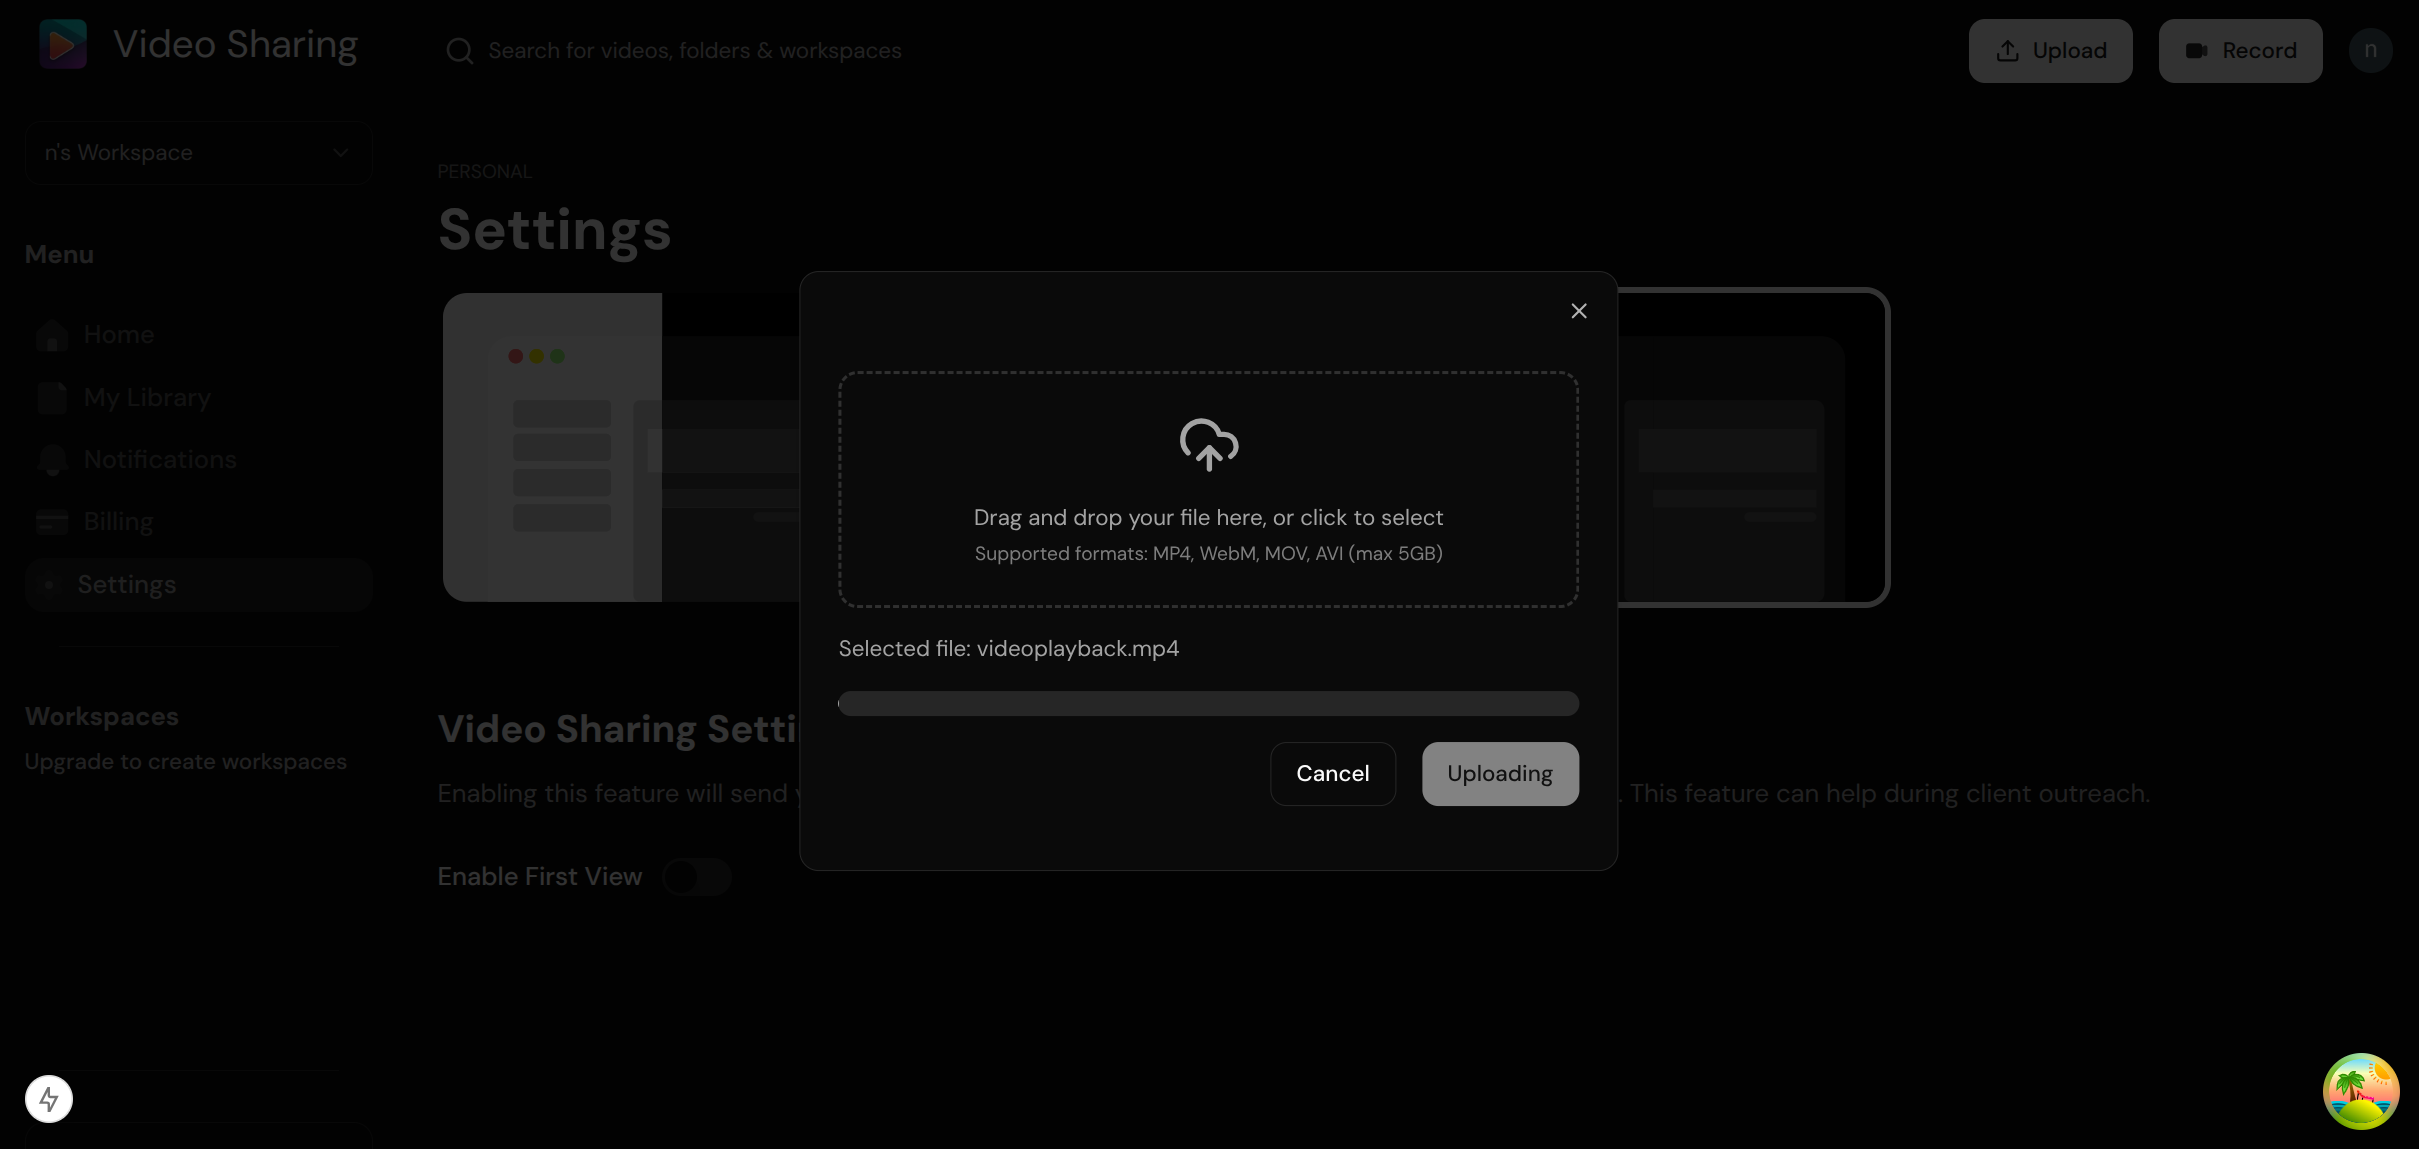 Video Sharing
Search for videos, folders & workspaces
Upload
Record
n
n's Workspace
PERSONAL
Settings
Menu
Home
My Library
Notifications
Billing
Settings
Workspaces
Upgrade to create workspaces
Drag and drop your file here, or click to select
Supported formats: MP4, WebM, MOV, AVI (max 5GB)
Selected file: videoplayback.mp4
Cancel
Uploading
Video Sharing Setti
Enabling this feature will send
. This feature can help during client outreach.
Enable First View